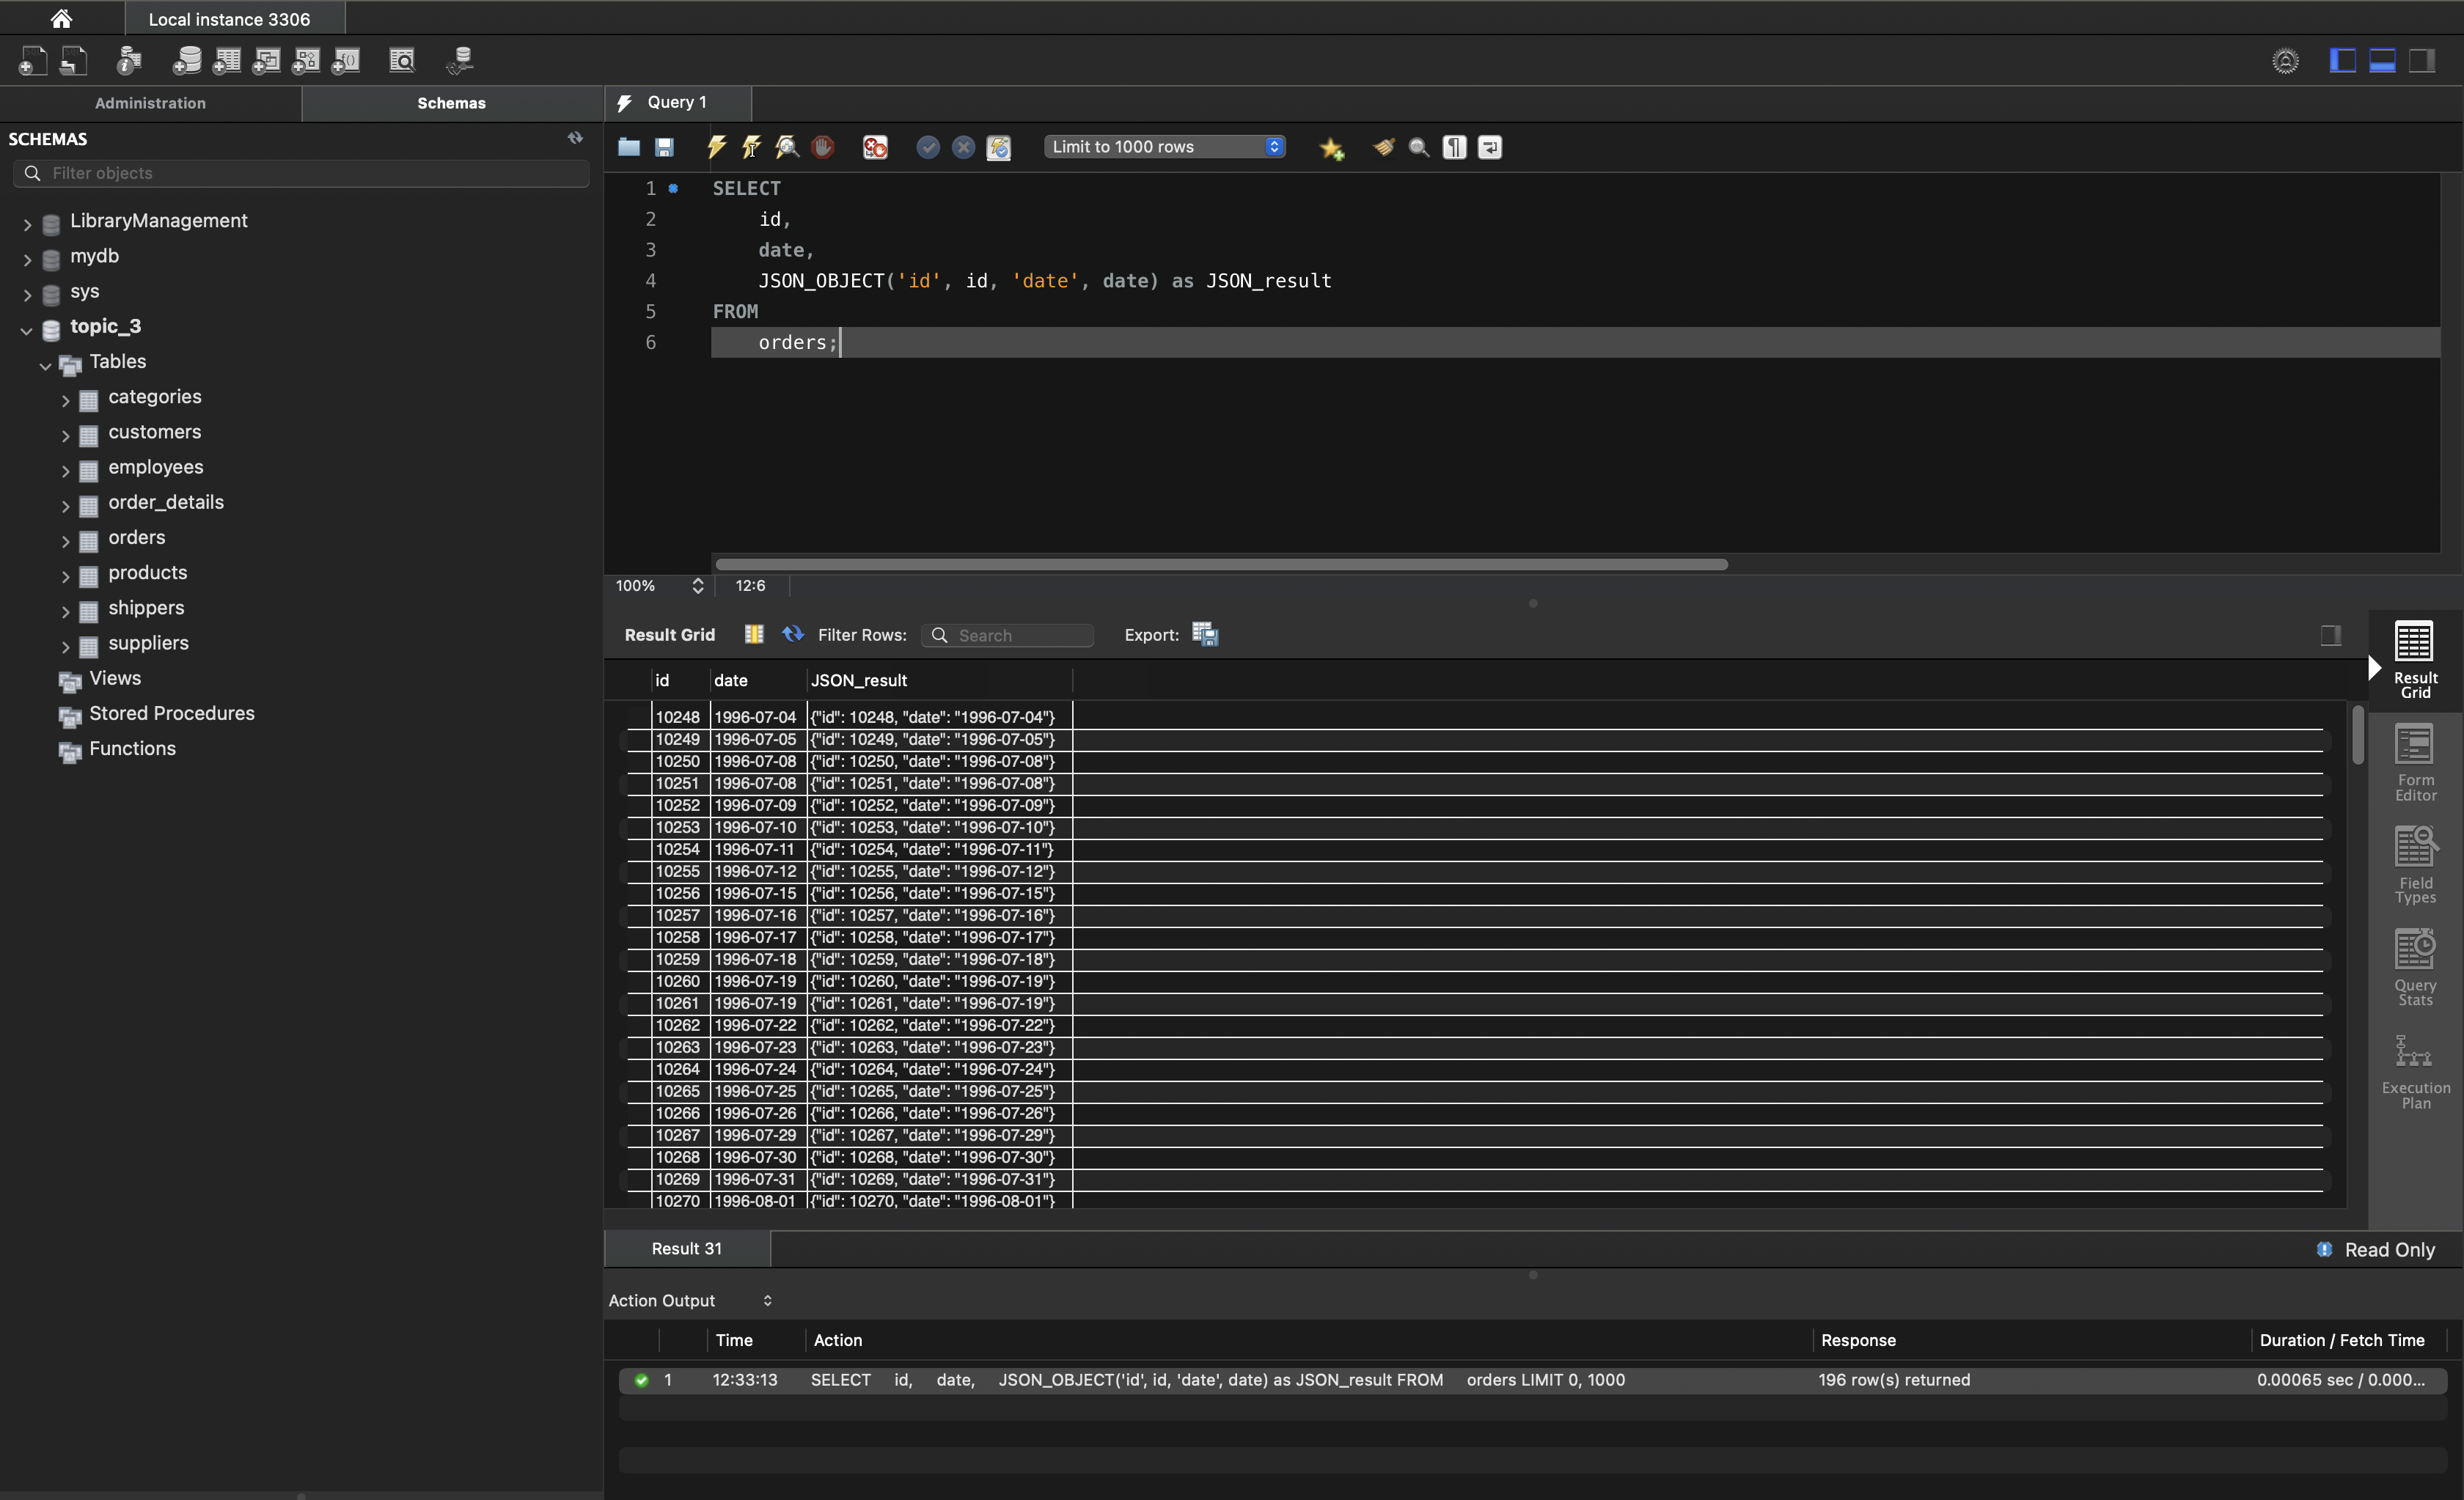 Local instance 3306
Administration
Schemas
Query 1
SCHEMAS
Filter objects
LibraryManagement
mydb
sys
topic_3
Tables
categories
customers
employees
order_details
orders
products
shippers
suppliers
Views
Stored Procedures
Functions
Limit to 1000 rows
1 SELECT
2 id,
3 date,
4 JSON_OBJECT('id', id, 'date', date) as JSON_result
5 FROM
6 orders;
100% 12:6
Result Grid Filter Rows: Search Export:
id date JSON_result
10248 1996-07-04 {"id": 10248, "date": "1996-07-04"}
10249 1996-07-05 {"id": 10249, "date": "1996-07-05"}
10250 1996-07-08 {"id": 10250, "date": "1996-07-08"}
10251 1996-07-08 {"id": 10251, "date": "1996-07-08"}
10252 1996-07-09 {"id": 10252, "date": "1996-07-09"}
10253 1996-07-10 {"id": 10253, "date": "1996-07-10"}
10254 1996-07-11 {"id": 10254, "date": "1996-07-11"}
10255 1996-07-12 {"id": 10255, "date": "1996-07-12"}
10256 1996-07-15 {"id": 10256, "date": "1996-07-15"}
10257 1996-07-16 {"id": 10257, "date": "1996-07-16"}
10258 1996-07-17 {"id": 10258, "date": "1996-07-17"}
10259 1996-07-18 {"id": 10259, "date": "1996-07-18"}
10260 1996-07-19 {"id": 10260, "date": "1996-07-19"}
10261 1996-07-19 {"id": 10261, "date": "1996-07-19"}
10262 1996-07-22 {"id": 10262, "date": "1996-07-22"}
10263 1996-07-23 {"id": 10263, "date": "1996-07-23"}
10264 1996-07-24 {"id": 10264, "date": "1996-07-24"}
10265 1996-07-25 {"id": 10265, "date": "1996-07-25"}
10266 1996-07-26 {"id": 10266, "date": "1996-07-26"}
10267 1996-07-29 {"id": 10267, "date": "1996-07-29"}
10268 1996-07-30 {"id": 10268, "date": "1996-07-30"}
10269 1996-07-31 {"id": 10269, "date": "1996-07-31"}
10270 1996-08-01 {"id": 10270, "date": "1996-08-01"}
Result
Grid
Form
Editor
Field
Types
Query
Stats
Execution
Plan
Result 31
Read Only
Action Output
Time Action Response Duration / Fetch Time
1 12:33:13 SELECT id, date, JSON_OBJECT('id', id, 'date', date) as JSON_result FROM orders LIMIT 0, 1000 196 row(s) returned 0.00065 sec / 0.000...